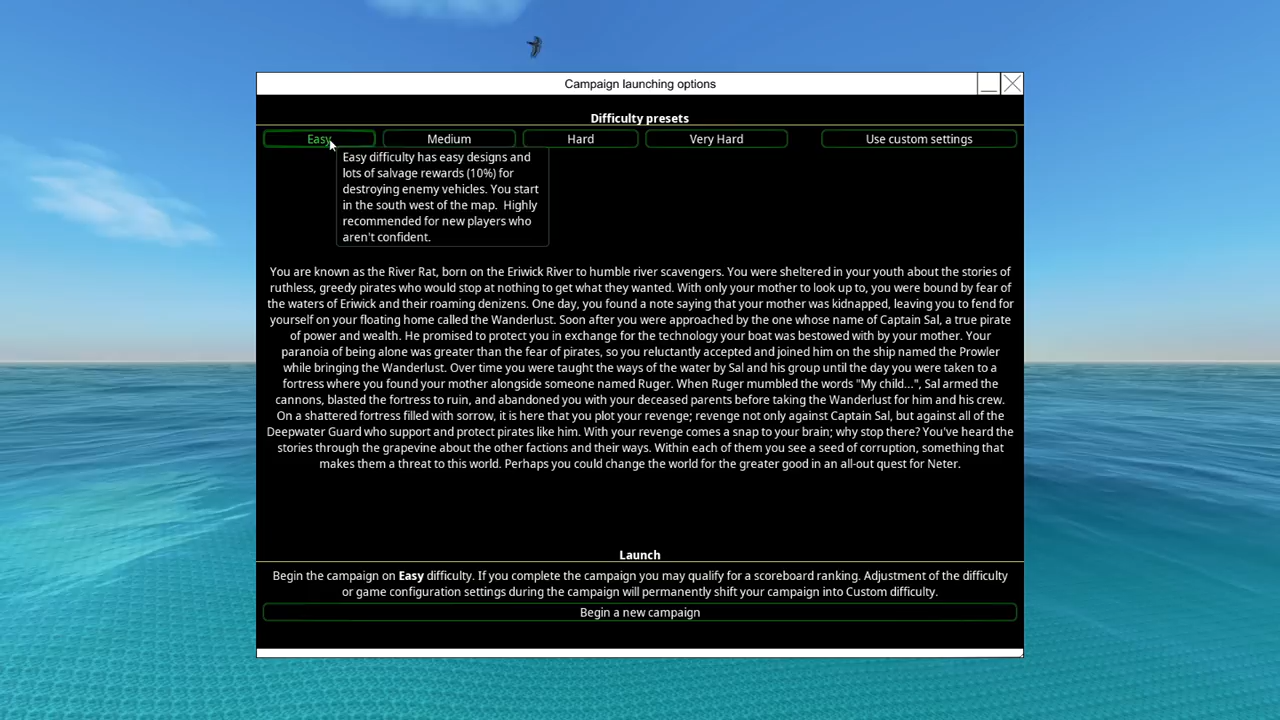 Campaign launching options
Difficulty presets
Easy
Medium
Hard
Very Hard
Use custom settings
Easy difficulty has easy designs and
lots of salvage rewards (10%) for
destroying enemy vehicles. You start
in the south west of the map.  Highly
recommended for new players who
aren't confident.
You are known as the River Rat, born on the Eriwick River to humble river scavengers. You were sheltered in your youth about the stories of
ruthless, greedy pirates who would stop at nothing to get what they wanted. With only your mother to look up to, you were bound by fear of
the waters of Eriwick and their roaming denizens. One day, you found a note saying that your mother was kidnapped, leaving you to fend for
yourself on your floating home called the Wanderlust. Soon after you were approached by the one whose name of Captain Sal, a true pirate
of power and wealth. He promised to protect you in exchange for the technology your boat was bestowed with by your mother. Your
paranoia of being alone was greater than the fear of pirates, so you reluctantly accepted and joined him on the ship named the Prowler
while bringing the Wanderlust. Over time you were taught the ways of the water by Sal and his group until the day you were taken to a
fortress where you found your mother alongside someone named Ruger. When Ruger mumbled the words "My child...", Sal armed the
cannons, blasted the fortress to ruin, and abandoned you with your deceased parents before taking the Wanderlust for him and his crew.
On a shattered fortress filled with sorrow, it is here that you plot your revenge; revenge not only against Captain Sal, but against all of the
Deepwater Guard who support and protect pirates like him. With your revenge comes a snap to your brain; why stop there? You've heard the
stories through the grapevine about the other factions and their ways. Within each of them you see a seed of corruption, something that
makes them a threat to this world. Perhaps you could change the world for the greater good in an all-out quest for Neter.
Launch
Begin the campaign on Easy difficulty. If you complete the campaign you may qualify for a scoreboard ranking. Adjustment of the difficulty
or game configuration settings during the campaign will permanently shift your campaign into Custom difficulty.
Begin a new campaign